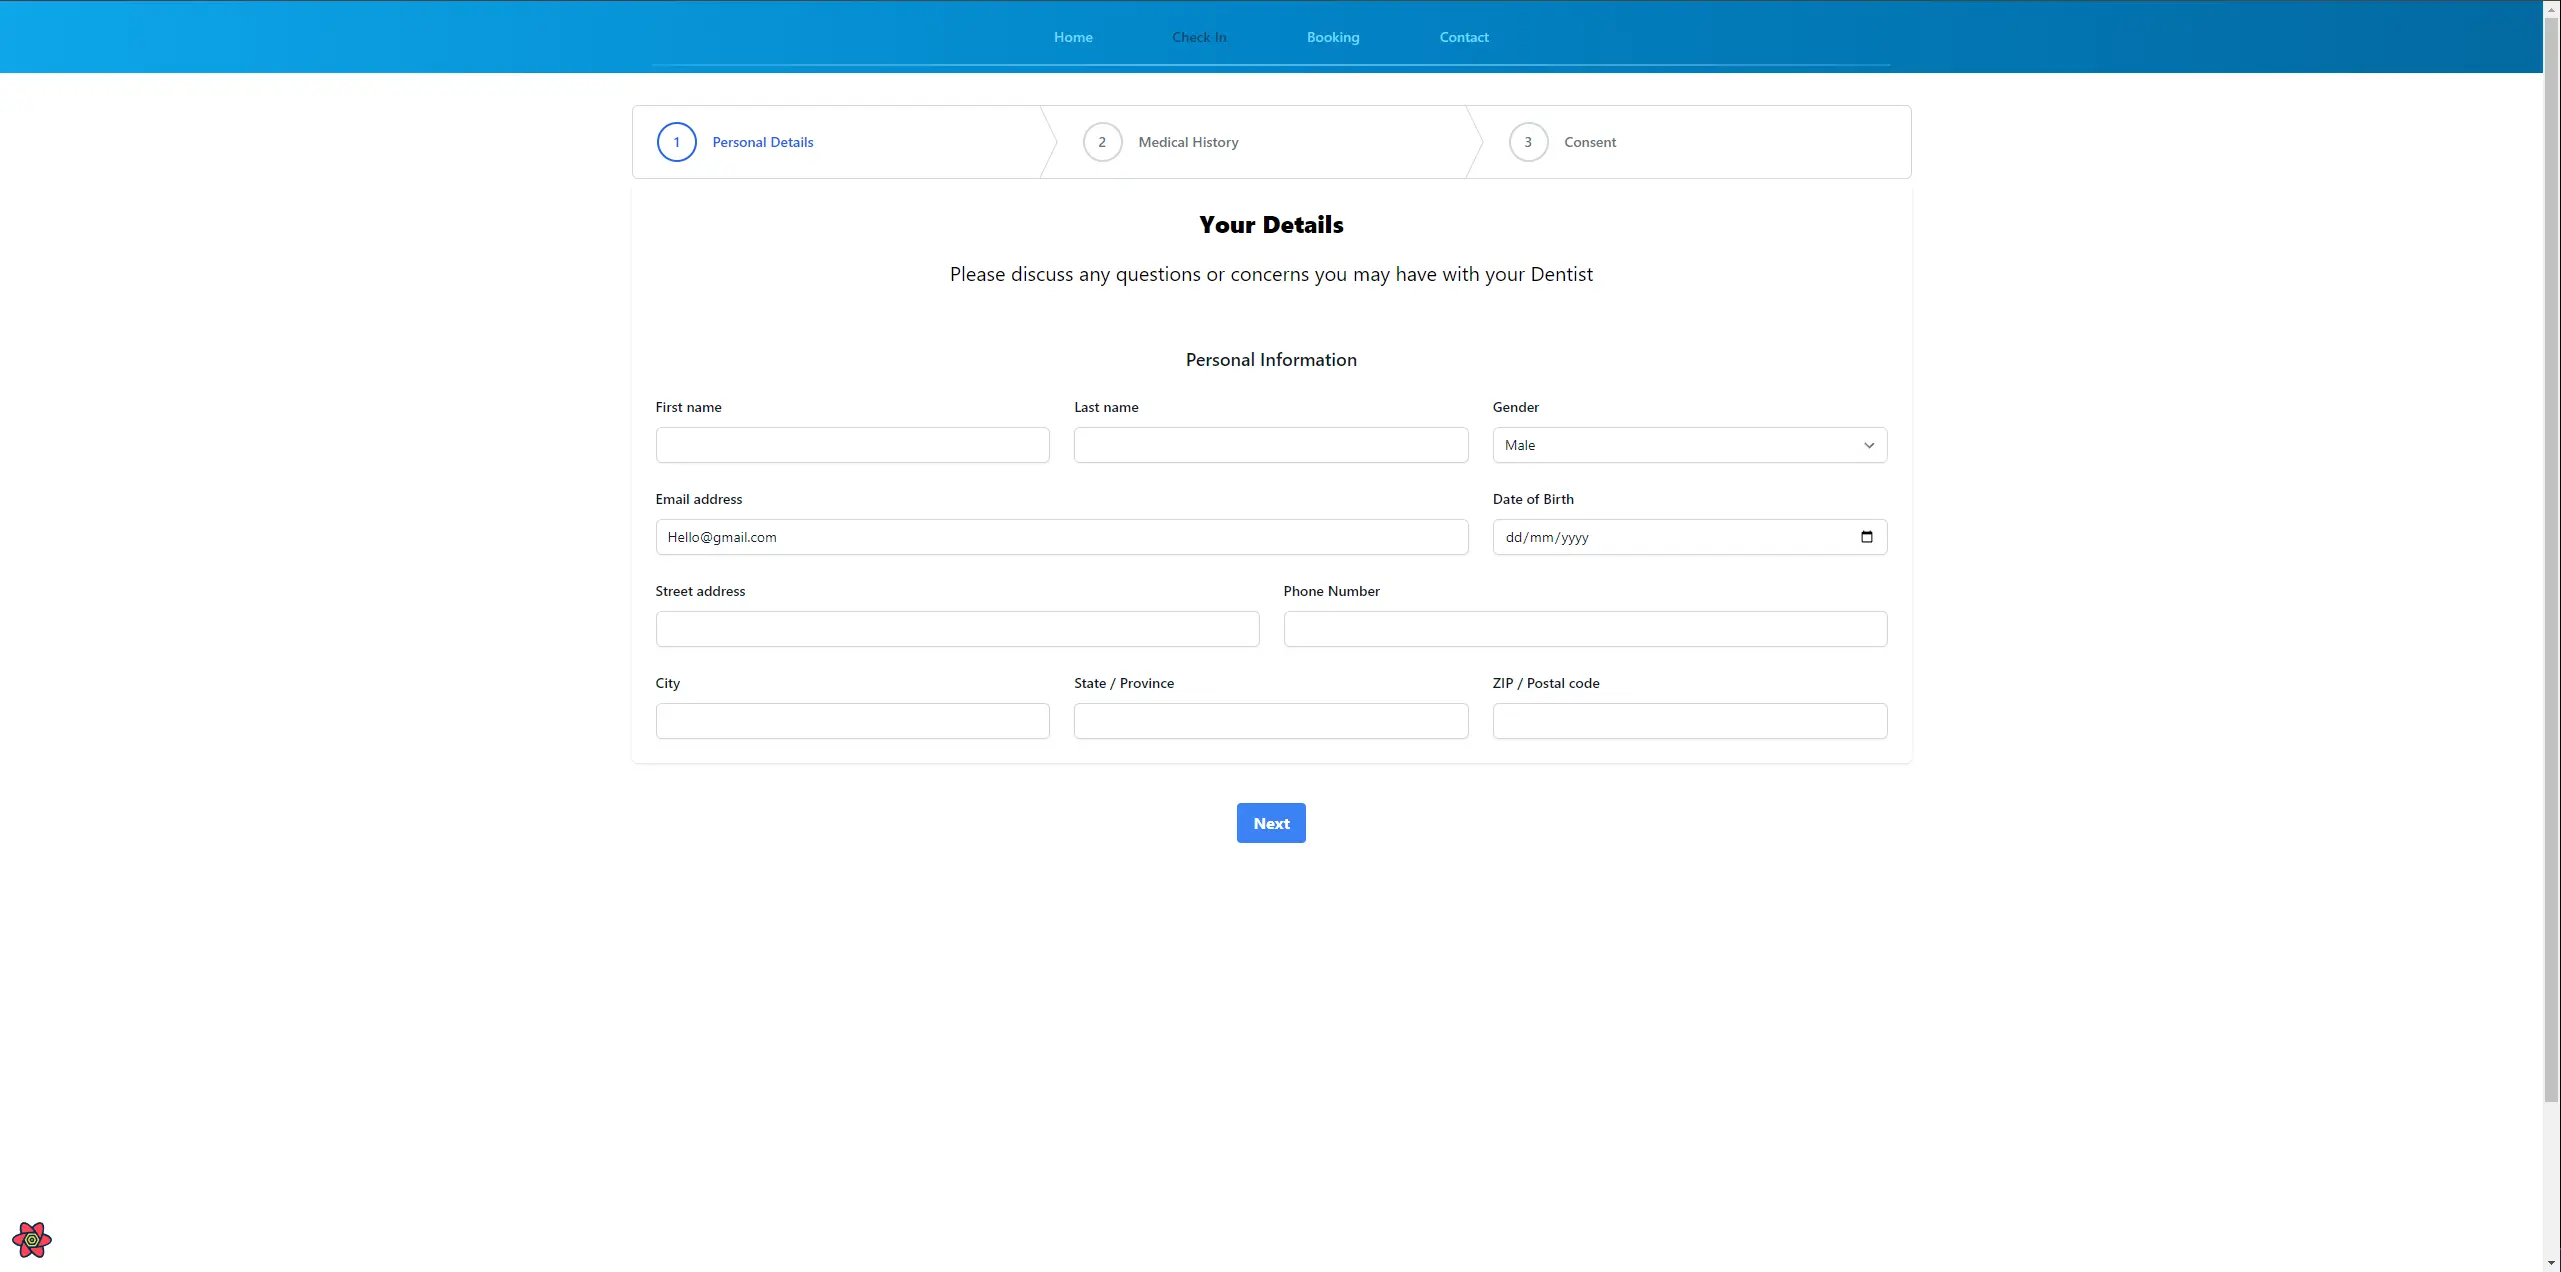 Home Check In Booking Contact
1 Personal Details 2 Medical History 3 Consent
Your Details
Please discuss any questions or concerns you may have with your Dentist
Personal Information
First name Last name Gender
Male
Email address Date of Birth
Hello@gmail.com dd/mm/yyyy
Street address Phone Number
City State / Province ZIP / Postal code
Next